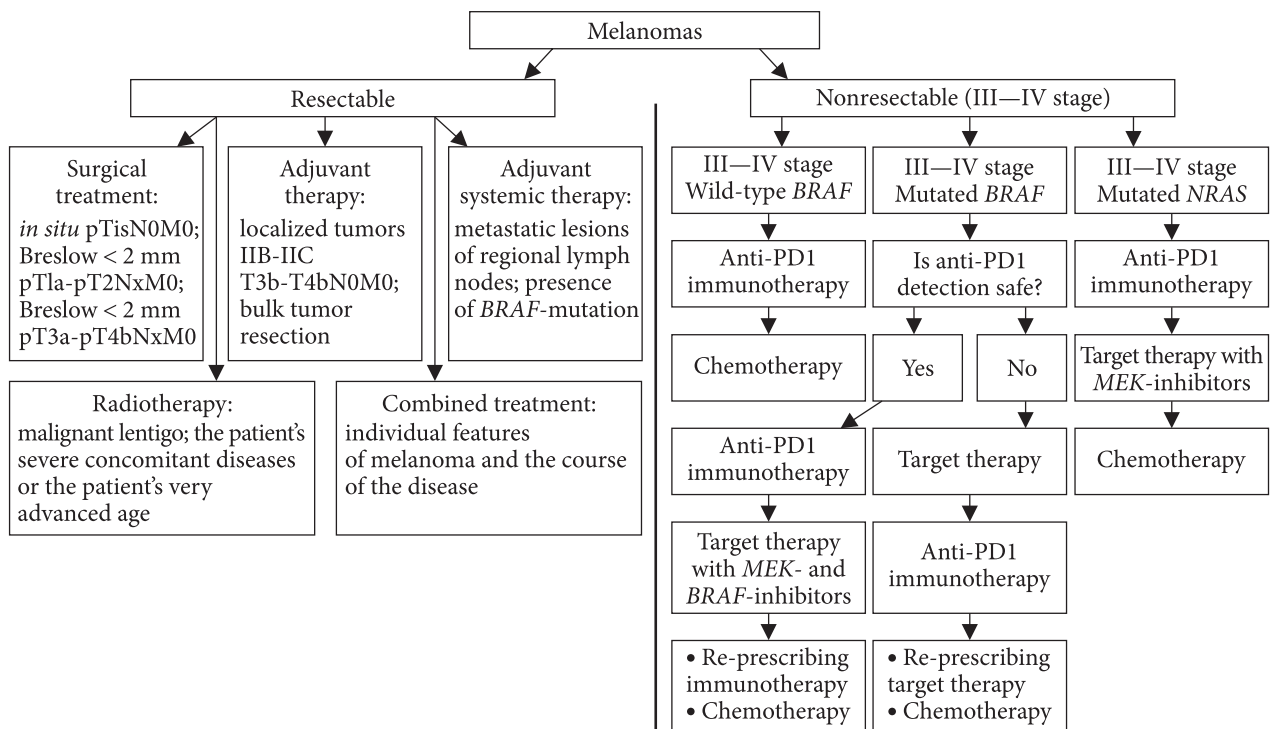 Melanomas
Resectable
Nonresectable (III—IV stage)
Surgical
treatment:
in situ pTisN0M0;
Breslow < 2 mm
pTla-pT2NxM0;
Breslow < 2 mm
pT3a-pT4bNxM0
Adjuvant
therapy:
localized tumors
IIB-IIC
T3b-T4bN0M0;
bulk tumor
resection
Adjuvant
systemic therapy:
metastatic lesions
of regional lymph
nodes; presence
of BRAF-mutation
Radiotherapy:
malignant lentigo; the patient’s
severe concomitant diseases
or the patient’s very
advanced age
Combined treatment:
individual features
of melanoma and the course
of the disease
III—IV stage
Wild-type BRAF
Anti-PD1
immunotherapy
Chemotherapy
III—IV stage
Mutated BRAF
Is anti-PD1
detection safe?
Yes
No
Anti-PD1
immunotherapy
Target therapy
with MEK- and
BRAF-inhibitors
• Re-prescribing
immunotherapy
• Chemotherapy
Target therapy
Anti-PD1
immunotherapy
• Re-prescribing
target therapy
• Chemotherapy
III—IV stage
Mutated NRAS
Anti-PD1
immunotherapy
Target therapy with
MEK-inhibitors
Chemotherapy